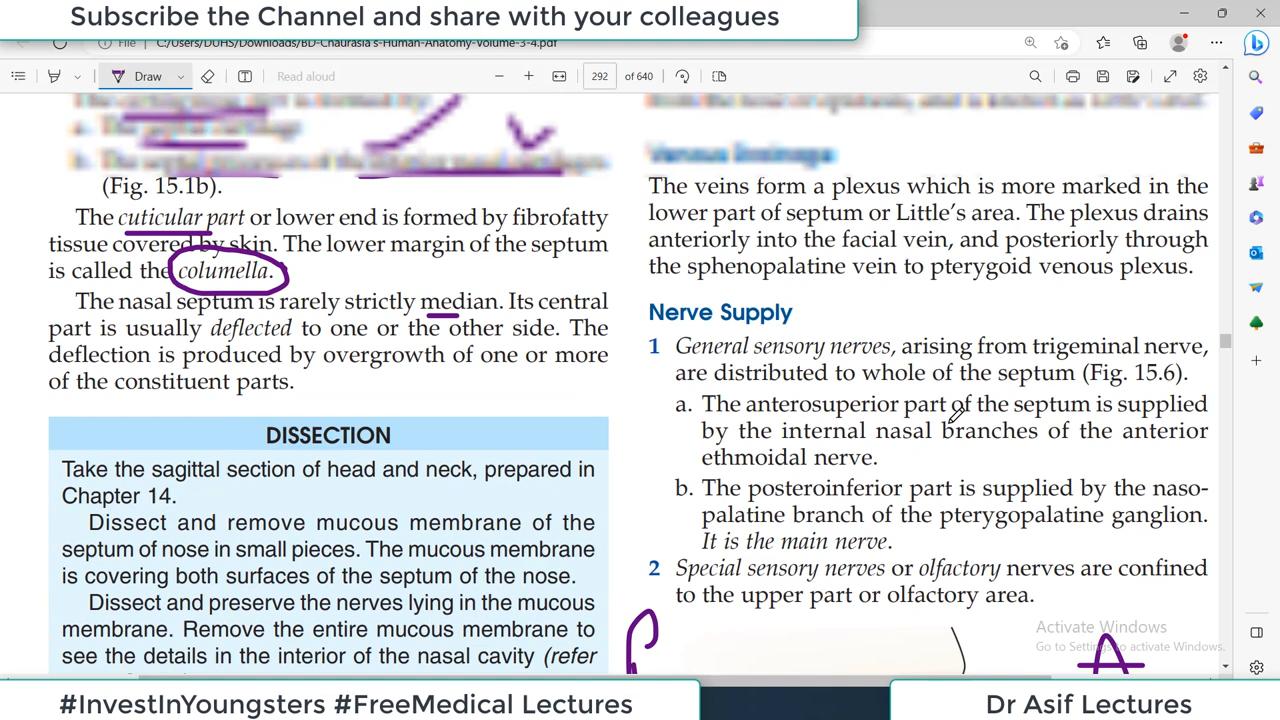 Subscribe the Channel and share with your colleagues
File
C:/Users/DUHS/Downloads/BD-Chaurasia's-Human-Anatomy-Volume-3-4.pdf
Draw
Read aloud
292
of 640
a. The septal cartilage
(Fig. 15.1b).
The cuticular part or lower end is formed by fibrofatty
tissue covered by skin. The lower margin of the septum
is called the columella.
The nasal septum is rarely strictly median. Its central
part is usually deflected to one or the other side. The
deflection is produced by overgrowth of one or more
of the constituent parts.
DISSECTION
Take the sagittal section of head and neck, prepared in
Chapter 14.
Dissect and remove mucous membrane of the
septum of nose in small pieces. The mucous membrane
is covering both surfaces of the septum of the nose.
Dissect and preserve the nerves lying in the mucous
membrane. Remove the entire mucous membrane to
see the details in the interior of the nasal cavity (refer
Venous Drainage
The veins form a plexus which is more marked in the
lower part of septum or Little's area. The plexus drains
anteriorly into the facial vein, and posteriorly through
the sphenopalatine vein to pterygoid venous plexus.
Nerve Supply
1 General sensory nerves, arising from trigeminal nerve,
are distributed to whole of the septum (Fig. 15.6).
a. The anterosuperior part of the septum is supplied
by the internal nasal branches of the anterior
ethmoidal nerve.
b. The posteroinferior part is supplied by the naso-
palatine branch of the pterygopalatine ganglion.
It is the main nerve.
2 Special sensory nerves or olfactory nerves are confined
to the upper part or olfactory area.
P
A
Activate Windows
Go to Settings to activate Windows.
#InvestInYoungsters #FreeMedical Lectures
Dr Asif Lectures